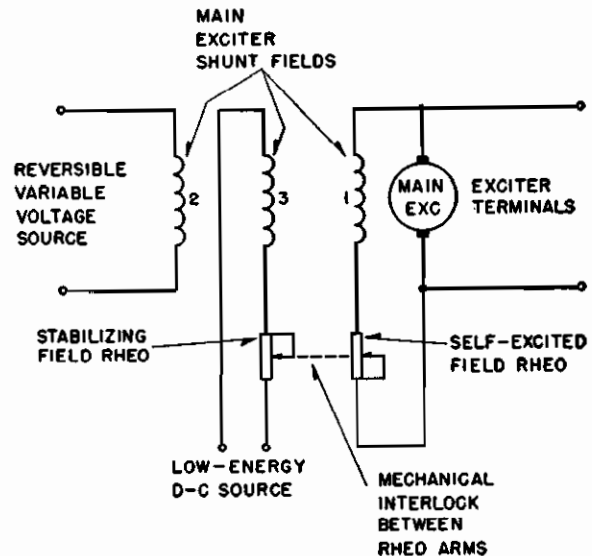 MAIN
EXCITER
SHUNT FIELDS
REVERSIBLE
VARIABLE
VOLTAGE
SOURCE
2
3
1
MAIN
EXC
EXCITER
TERMINALS
STABILIZING
FIELD RHEO
SELF-EXCITED
FIELD RHEO
LOW-ENERGY
D-C SOURCE
MECHANICAL
INTERLOCK
BETWEEN
RHEO ARMS